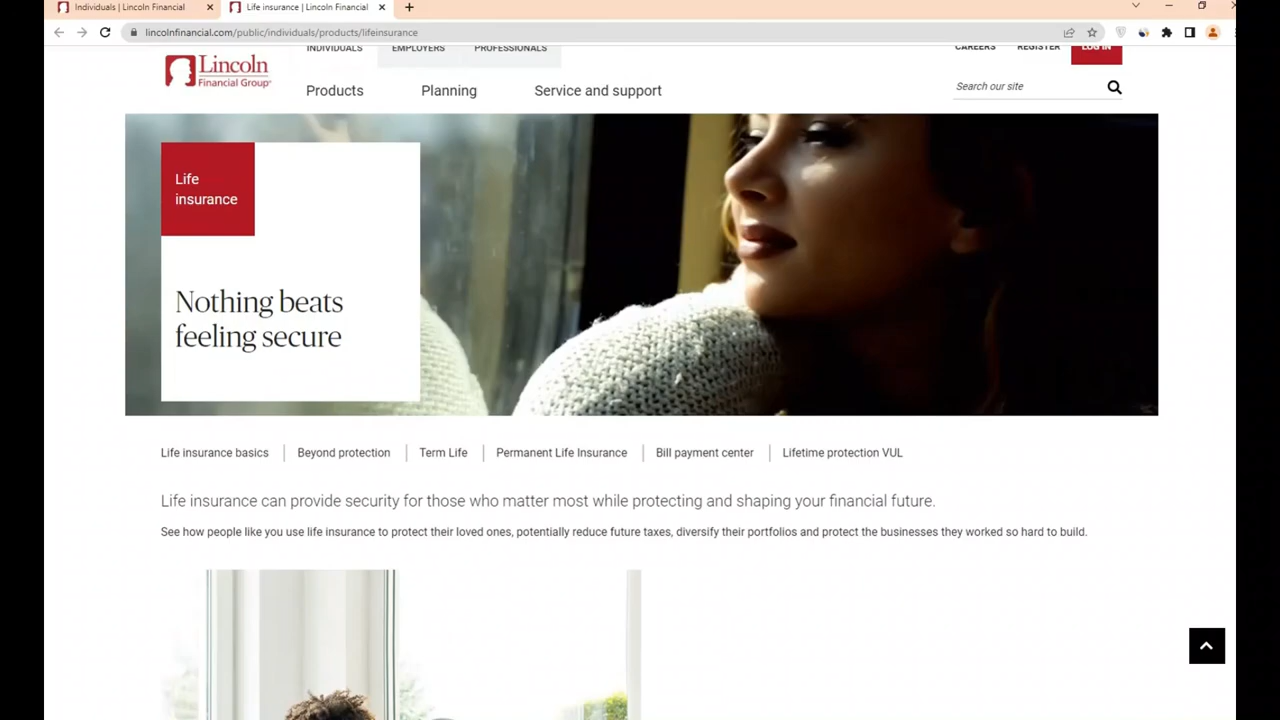 Individuals | Lincoln Financial
Life insurance | Lincoln Financial
lincolnfinancial.com/public/individuals/products/lifeinsurance
INDIVIDUALS EMPLOYERS PROFESSIONALS CAREERS REGISTER LOG IN
Lincoln
Financial Group®
Products Planning Service and support
Search our site
Life
insurance
Nothing beats
feeling secure
Life insurance basics Beyond protection Term Life Permanent Life Insurance Bill payment center Lifetime protection VUL
Life insurance can provide security for those who matter most while protecting and shaping your financial future.
See how people like you use life insurance to protect their loved ones, potentially reduce future taxes, diversify their portfolios and protect the businesses they worked so hard to build.